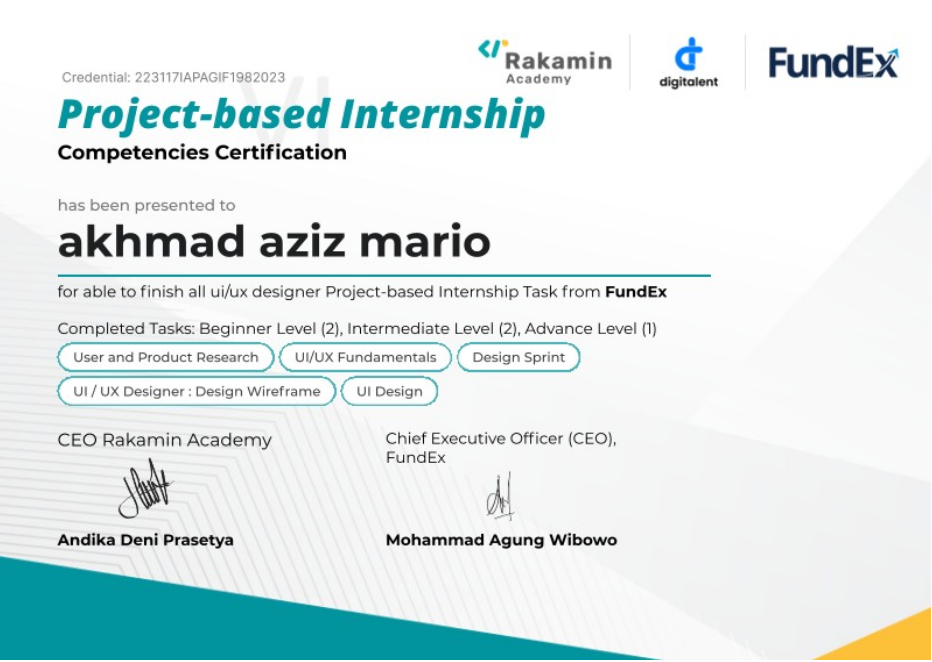 Rakamin
Academy
digitalent
FundEx
Credential: 223117IAPAGIF1982023
Project-based Internship
Competencies Certification
has been presented to
akhmad aziz mario
for able to finish all ui/ux designer Project-based Internship Task from FundEx
Completed Tasks: Beginner Level (2), Intermediate Level (2), Advance Level (1)
User and Product Research
UI/UX Fundamentals
Design Sprint
UI / UX Designer : Design Wireframe
UI Design
CEO Rakamin Academy
Andika Deni Prasetya
Chief Executive Officer (CEO),
FundEx
Mohammad Agung Wibowo